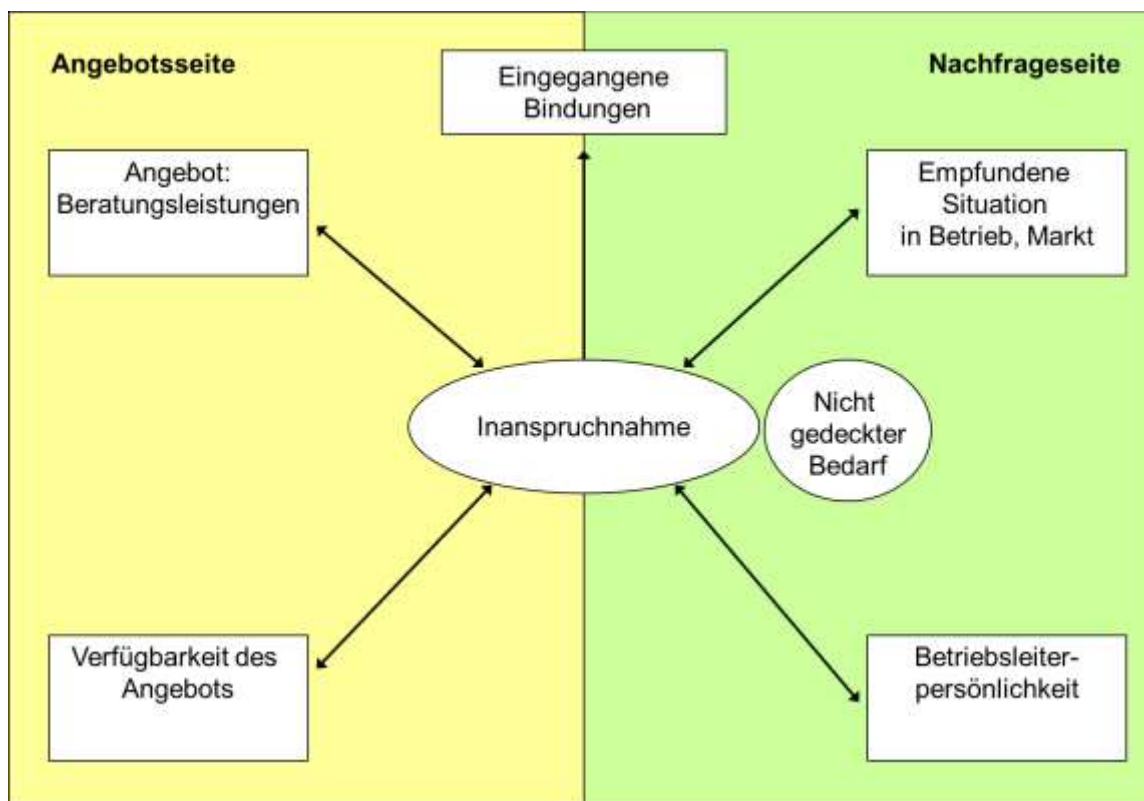 Angebotsseite
Nachfrageseite
Eingegangene
Bindungen
Angebot:
Beratungsleistungen
Empfundene
Situation
in Betrieb, Markt
Inanspruchnahme
Nicht
gedeckter
Bedarf
Verfügbarkeit des
Angebots
Betriebsleiter-
persönlichkeit